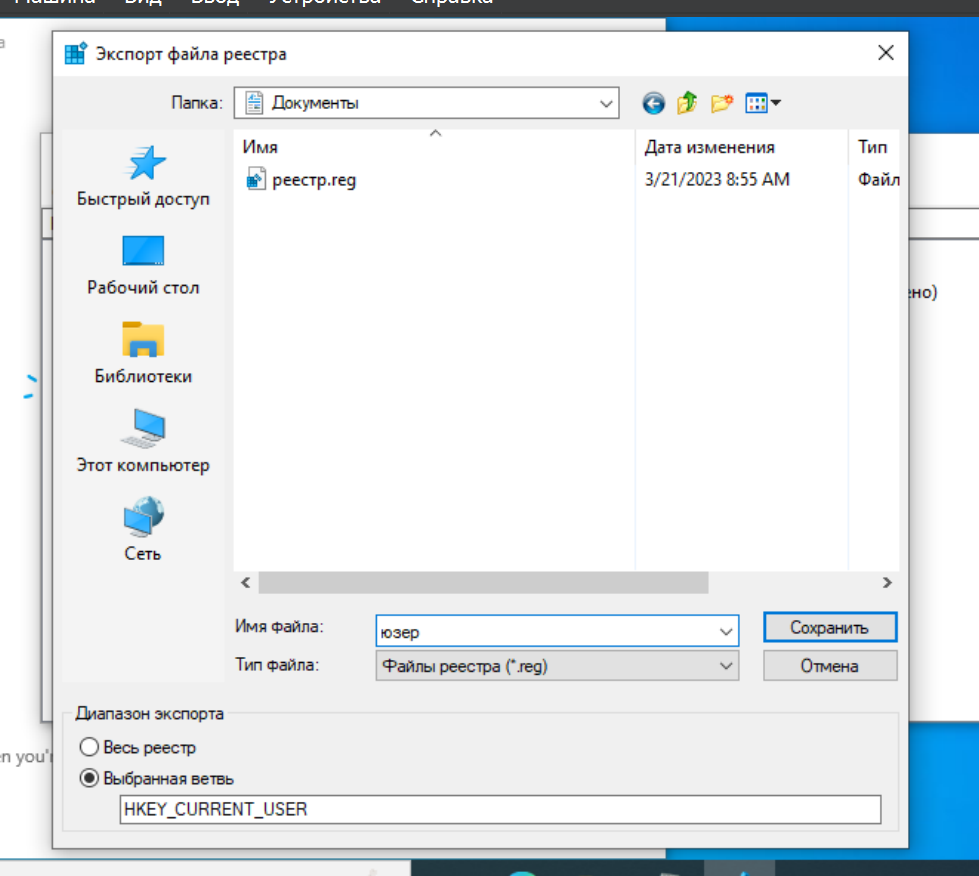 Машина Вид Ввод Устройства Справка
Экспорт файла реестра
Папка: Документы
Имя Дата изменения Тип
реестр.reg 3/21/2023 8:55 AM Файл
Быстрый доступ
Рабочий стол
Библиотеки
Этот компьютер
Сеть
ено)
Имя файла: юзер Сохранить
Тип файла: Файлы реестра (*.reg) Отмена
Диапазон экспорта
n you'r
Весь реестр
Выбранная ветвь
HKEY_CURRENT_USER